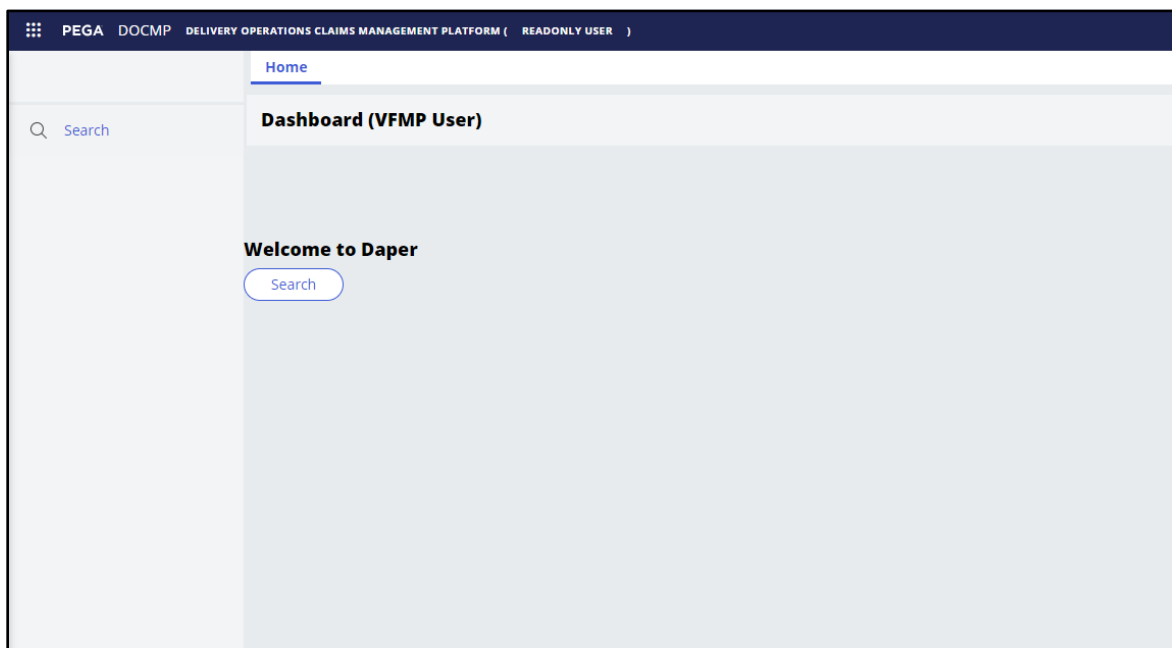 PEGA DOCMP DELIVERY OPERATIONS CLAIMS MANAGEMENT PLATFORM ( READONLY USER )
Home
Search
Dashboard (VFMP User)
Welcome to Daper
Search